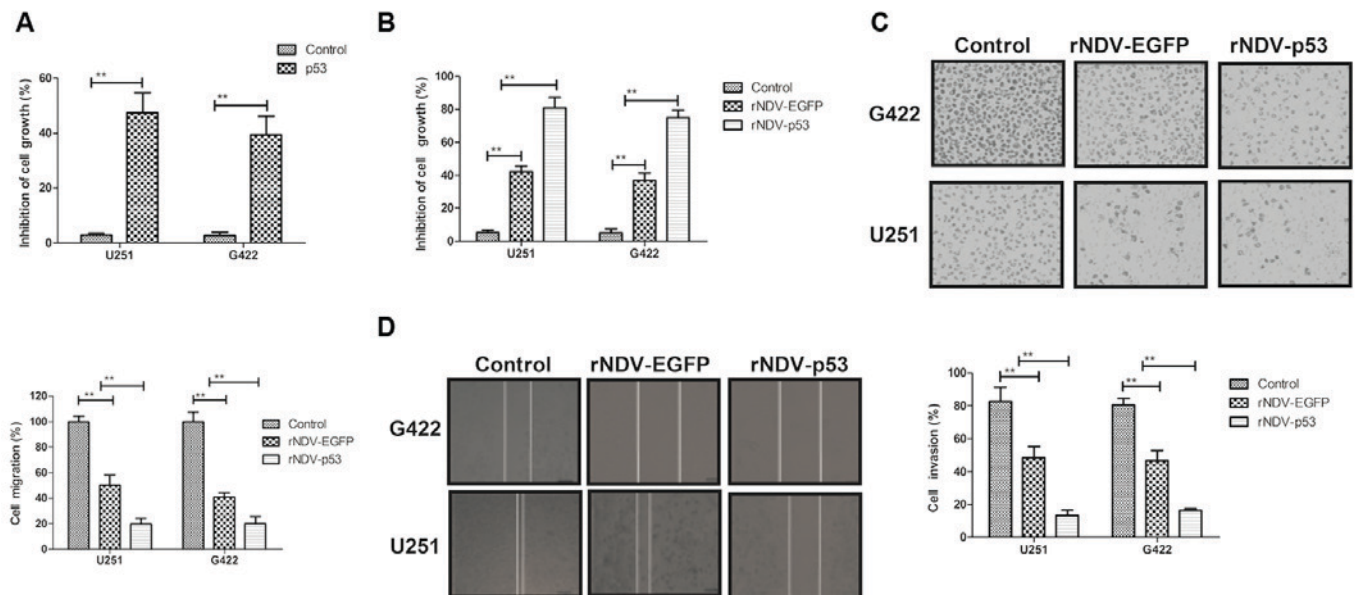 A
Control
p53
**
**
Inhibition of cell growth (%)
60
40
20
0
U251
G422
B
Control
rNDV-EGFP
rNDV-p53
**
**
**
**
Inhibition of cell growth (%)
100
80
60
40
20
0
U251
G422
C
Control
rNDV-EGFP
rNDV-p53
G422
U251
**
**
**
**
Control
rNDV-EGFP
rNDV-p53
Cell migration (%)
120
100
80
60
40
20
0
U251
G422
D
Control
rNDV-EGFP
rNDV-p53
G422
U251
**
**
**
**
Control
rNDV-EGFP
rNDV-p53
Cell invasion (%)
100
80
60
40
20
0
U251
G422